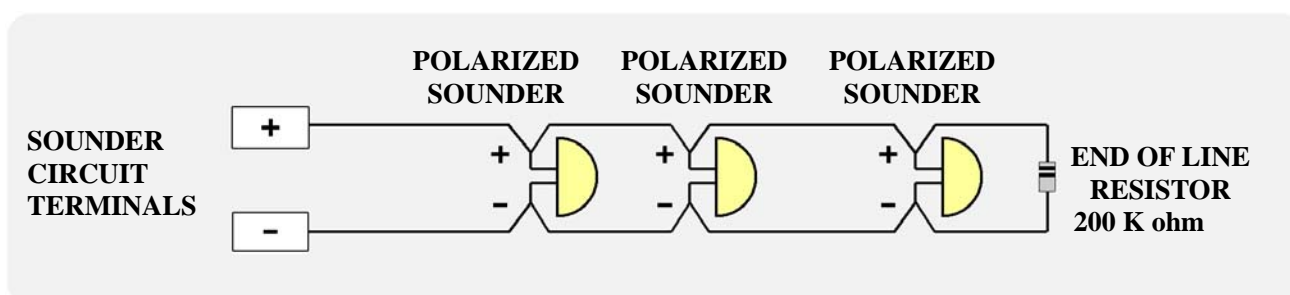 POLARIZED
SOUNDER
POLARIZED
SOUNDER
POLARIZED
SOUNDER
SOUNDER
CIRCUIT
TERMINALS
+
-
+
-
+
-
+
-
END OF LINE
RESISTOR
200 K ohm